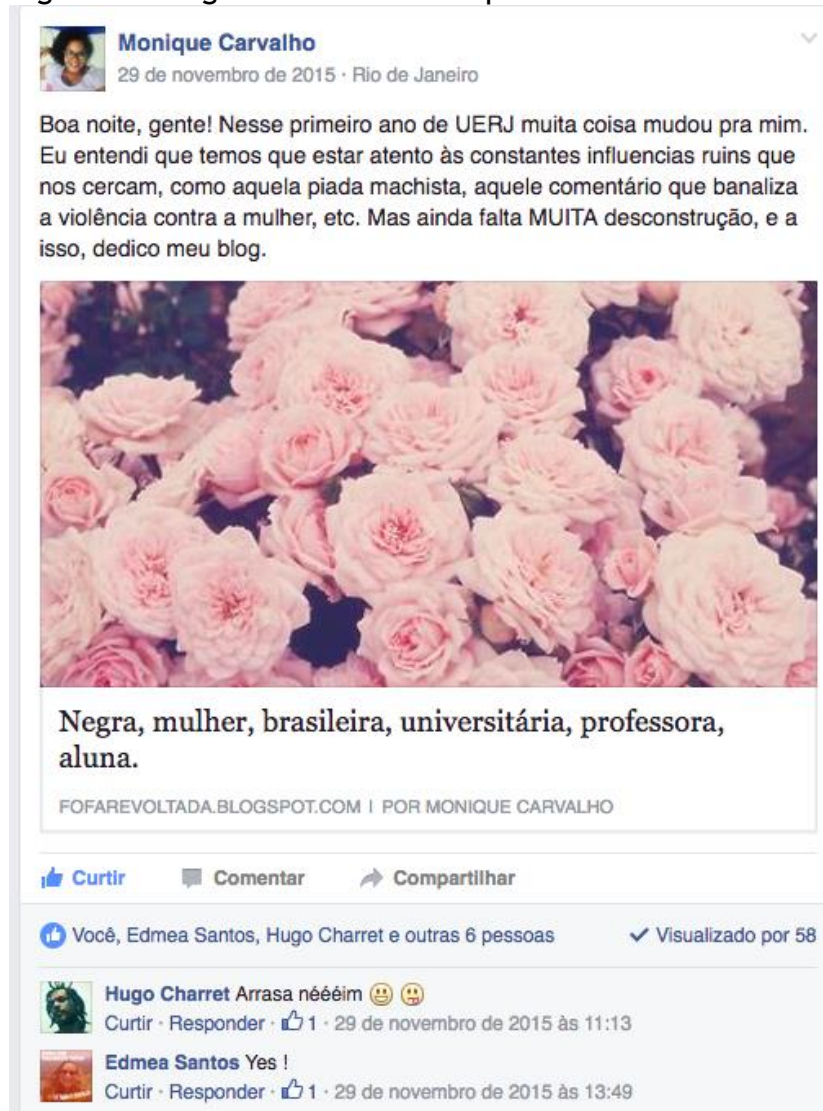 Monique Carvalho
29 de novembro de 2015 · Rio de Janeiro
Boa noite, gente! Nesse primeiro ano de UERJ muita coisa mudou pra mim.
Eu entendi que temos que estar atento às constantes influencias ruins que
nos cercam, como aquela piada machista, aquele comentário que banaliza
a violência contra a mulher, etc. Mas ainda falta MUITA desconstrução, e a
isso, dedico meu blog.
Negra, mulher, brasileira, universitária, professora,
aluna.
FOFAREVOLTADA.BLOGSPOT.COM | POR MONIQUE CARVALHO
Curtir Comentar Compartilhar
Você, Edmea Santos, Hugo Charret e outras 6 pessoas Visualizado por 58
Hugo Charret Arrasa nééééim
Curtir · Responder · 1 · 29 de novembro de 2015 às 11:13
Edmea Santos Yes !
Curtir · Responder · 1 · 29 de novembro de 2015 às 13:49